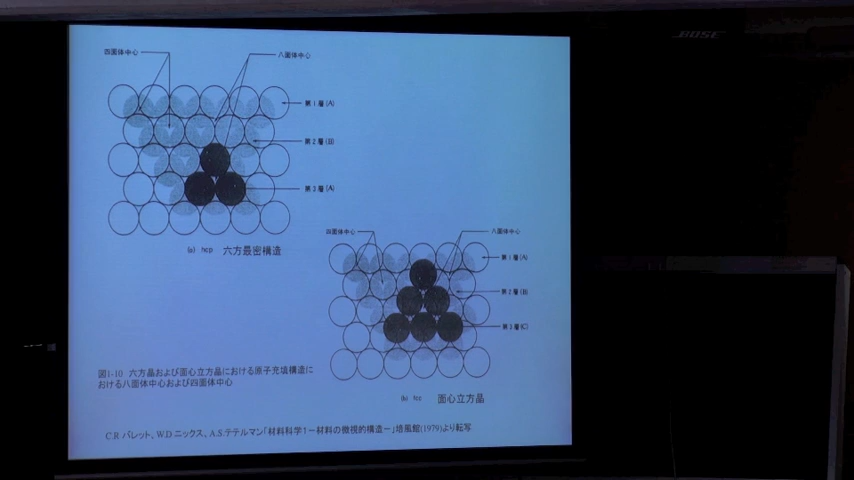 BOSE
四面体中心
八面体中心
第1層(A)
第2層(B)
第3層(A)
(a) hcp 六方最密構造
四面体中心
八面体中心
第1層(A)
第2層(B)
第3層(C)
(b) fcc 面心立方晶
図1-10 六方晶および面心立方晶における原子充填構造に
おける八面体中心および四面体中心
C.R.バレット、W.D.ニックス、A.S.テテルマン「材料科学1－材料の微視的構造－」培風館(1979)より転写